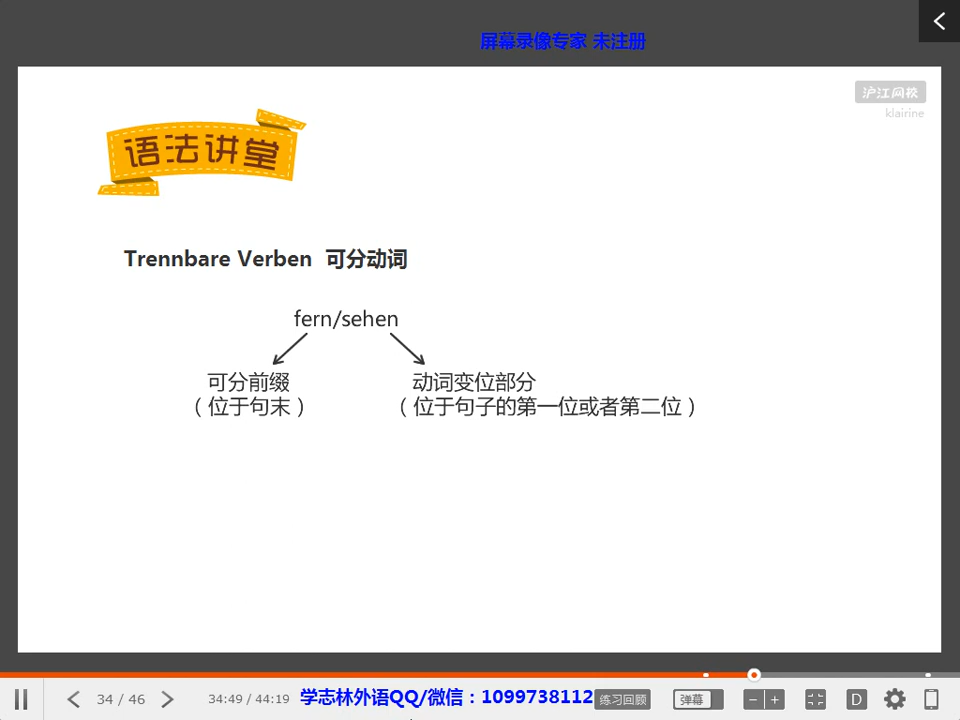 屏幕录像专家 未注册
沪江网校
klairine
语法讲堂
Trennbare Verben 可分动词
fern/sehen
可分前缀
动词变位部分
（位于句末）
（位于句子的第一位或者第二位）
34 / 46
34:49 / 44:19
学志林外语QQ/微信：1099738112
练习回顾
弹幕
D